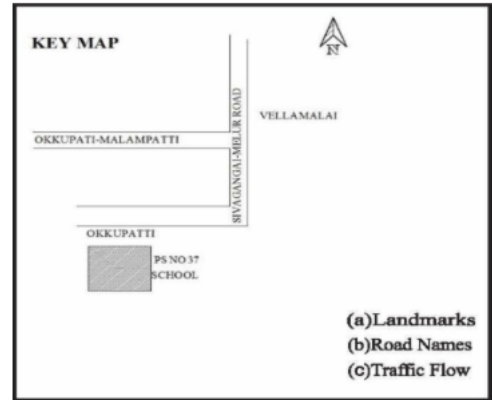 KEY MAP
N
VELLAMALAI
SIVAGANGAI-MELUR ROAD
OKKUPATI-MALAMPATTI
OKKUPATTI
PS NO 37
SCHOOL
(a)Landmarks
(b)Road Names
(c)Traffic Flow